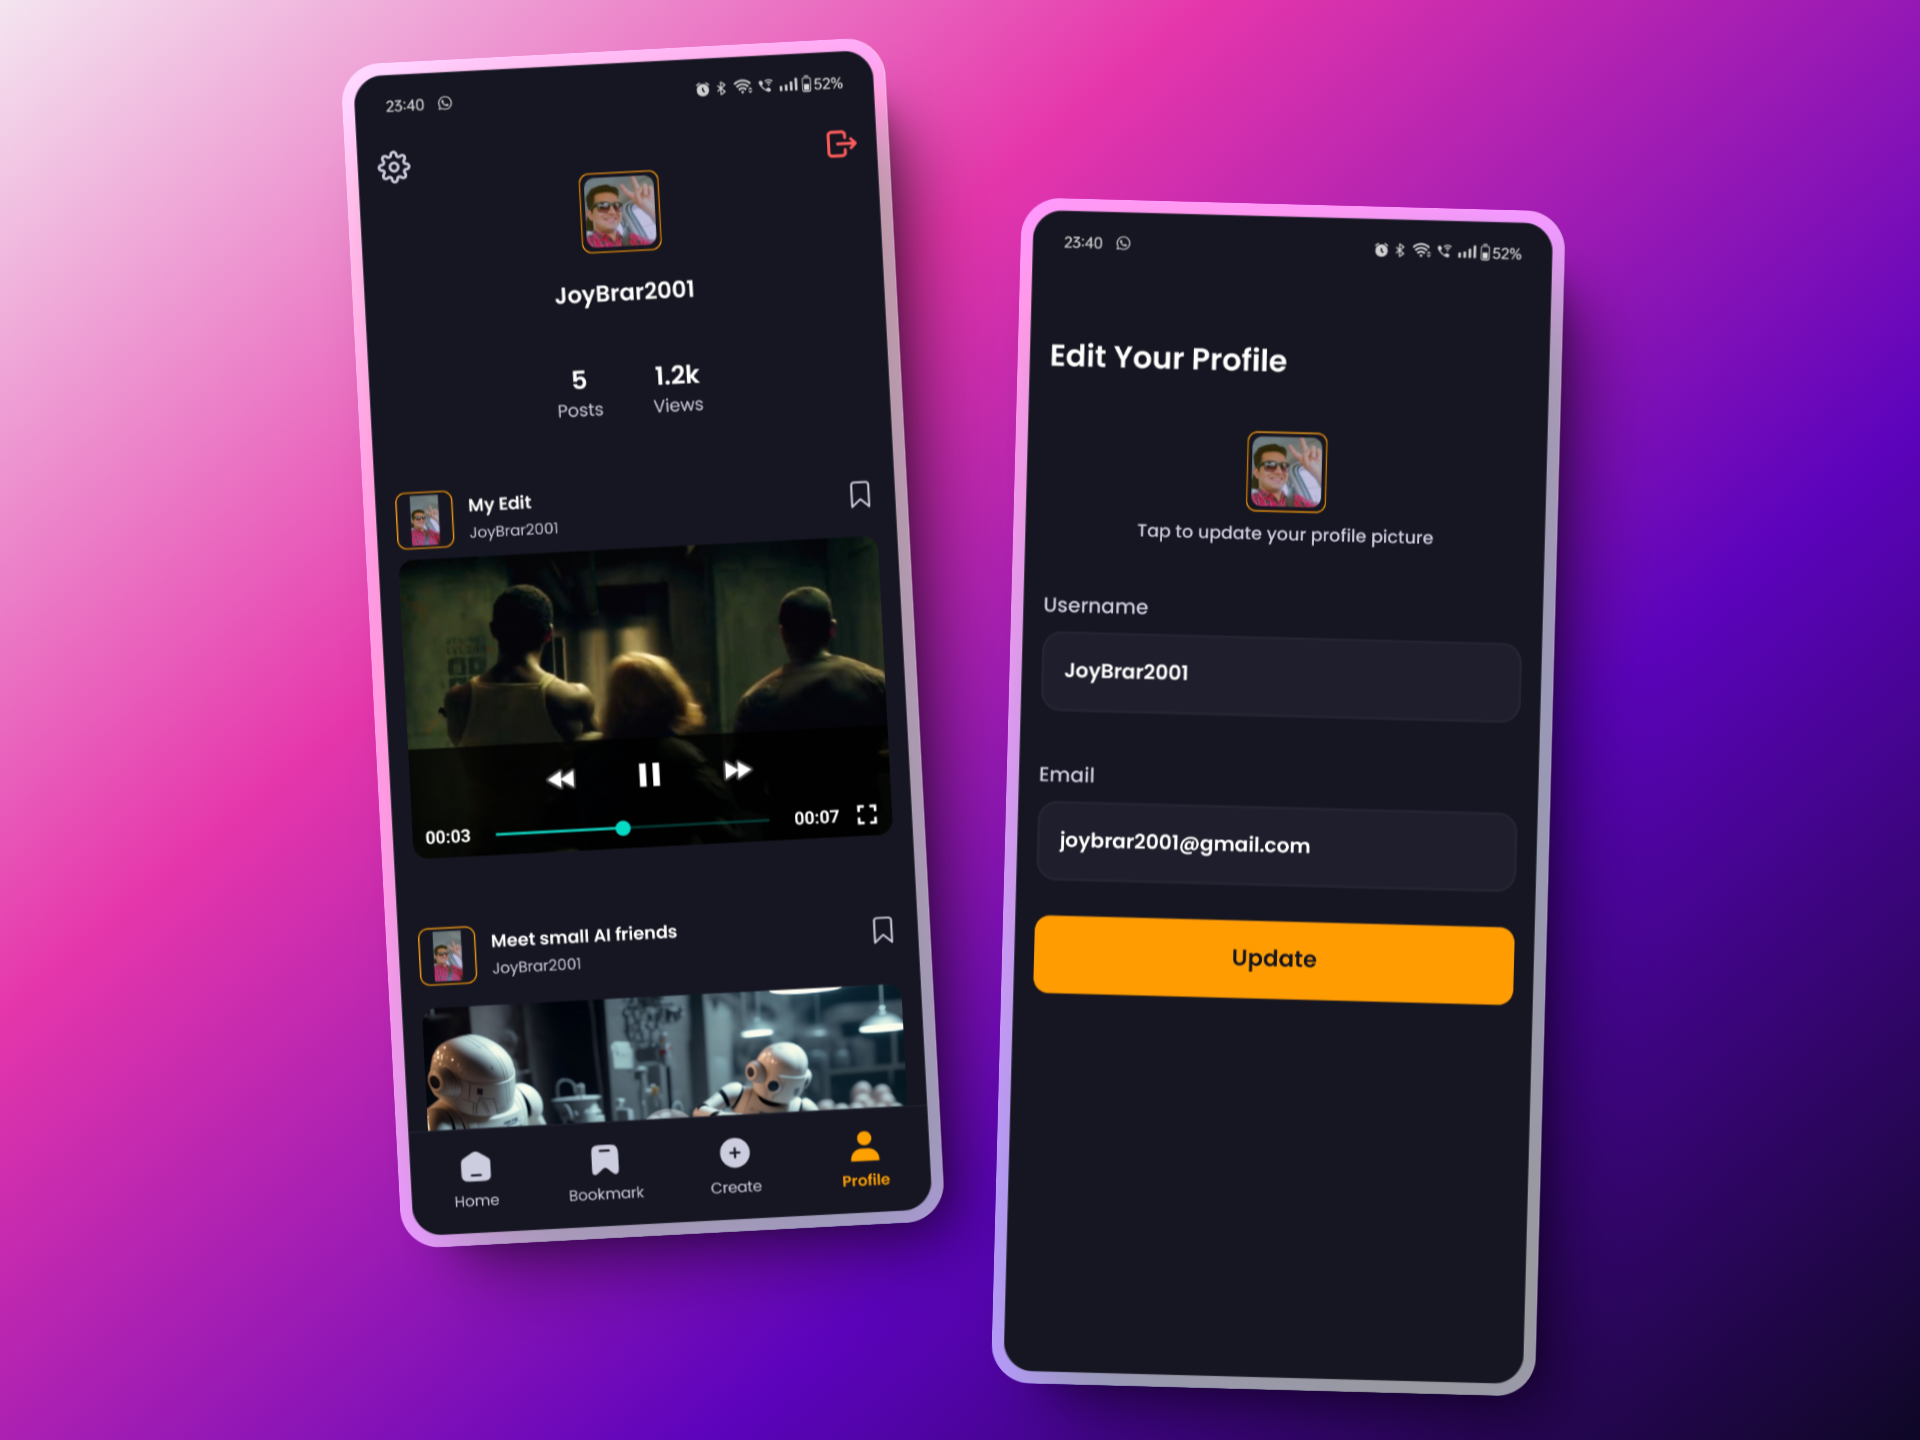 23:40 52%
JoyBrar2001
5 1.2k
Posts Views
My Edit
JoyBrar2001
00:03 00:07
Meet small AI friends
JoyBrar2001
Home Bookmark Create Profile
23:40 52%
Edit Your Profile
Tap to update your profile picture
Username
JoyBrar2001
Email
joybrar2001@gmail.com
Update